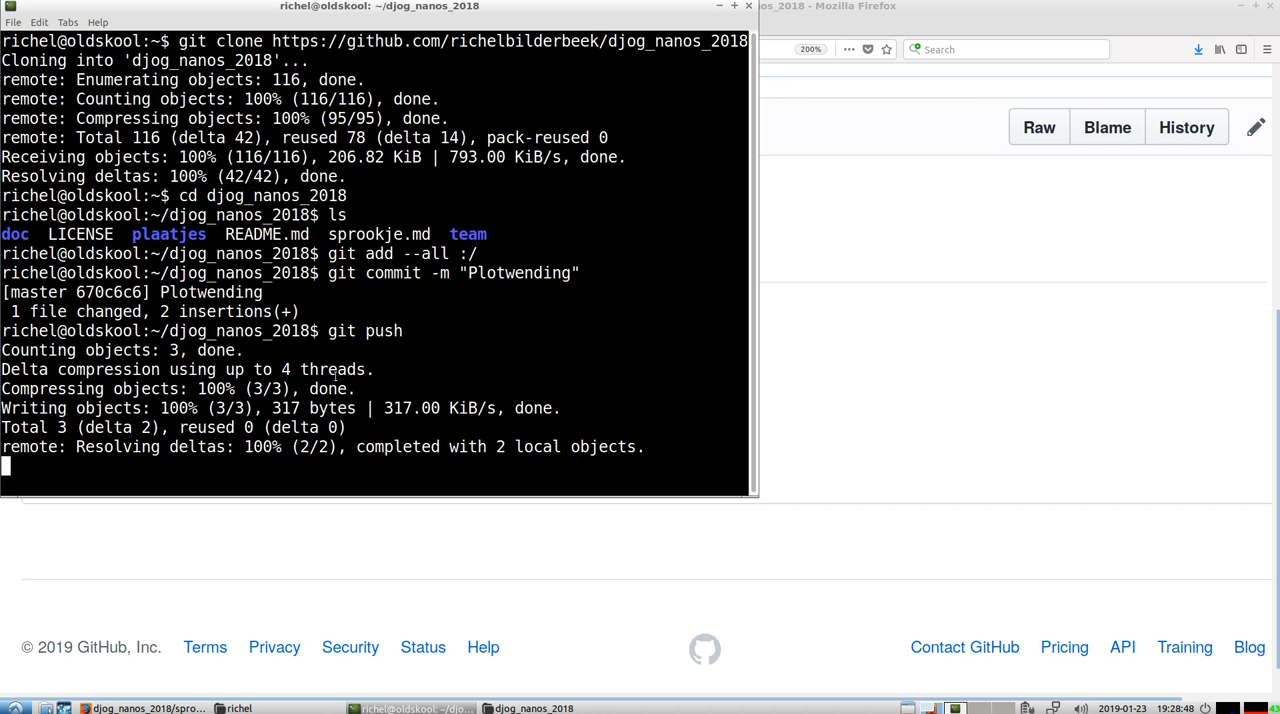 richel@oldskool: ~/djog_nanos_2018
File Edit Tabs Help
richel@oldskool:~$ git clone https://github.com/richelbilderbeek/djog_nanos_2018
Cloning into 'djog_nanos_2018'...
remote: Enumerating objects: 116, done.
remote: Counting objects: 100% (116/116), done.
remote: Compressing objects: 100% (95/95), done.
remote: Total 116 (delta 42), reused 78 (delta 14), pack-reused 0
Receiving objects: 100% (116/116), 206.82 KiB | 793.00 KiB/s, done.
Resolving deltas: 100% (42/42), done.
richel@oldskool:~$ cd djog_nanos_2018
richel@oldskool:~/djog_nanos_2018$ ls
doc LICENSE plaatjes README.md sprookje.md team
richel@oldskool:~/djog_nanos_2018$ git add --all :/
richel@oldskool:~/djog_nanos_2018$ git commit -m "Plotwending"
[master 670c6c6] Plotwending
1 file changed, 2 insertions(+)
richel@oldskool:~/djog_nanos_2018$ git push
Counting objects: 3, done.
Delta compression using up to 4 threads.
Compressing objects: 100% (3/3), done.
Writing objects: 100% (3/3), 317 bytes | 317.00 KiB/s, done.
Total 3 (delta 2), reused 0 (delta 0)
remote: Resolving deltas: 100% (2/2), completed with 2 local objects.
os_2018 - Mozilla Firefox
200% ••• Search
Raw Blame History
© 2019 GitHub, Inc. Terms Privacy Security Status Help
Contact GitHub Pricing API Training Blog
djog_nanos_2018/spro... richel richel@oldskool: ~/djo... djog_nanos_2018
2019-01-23 19:28:48